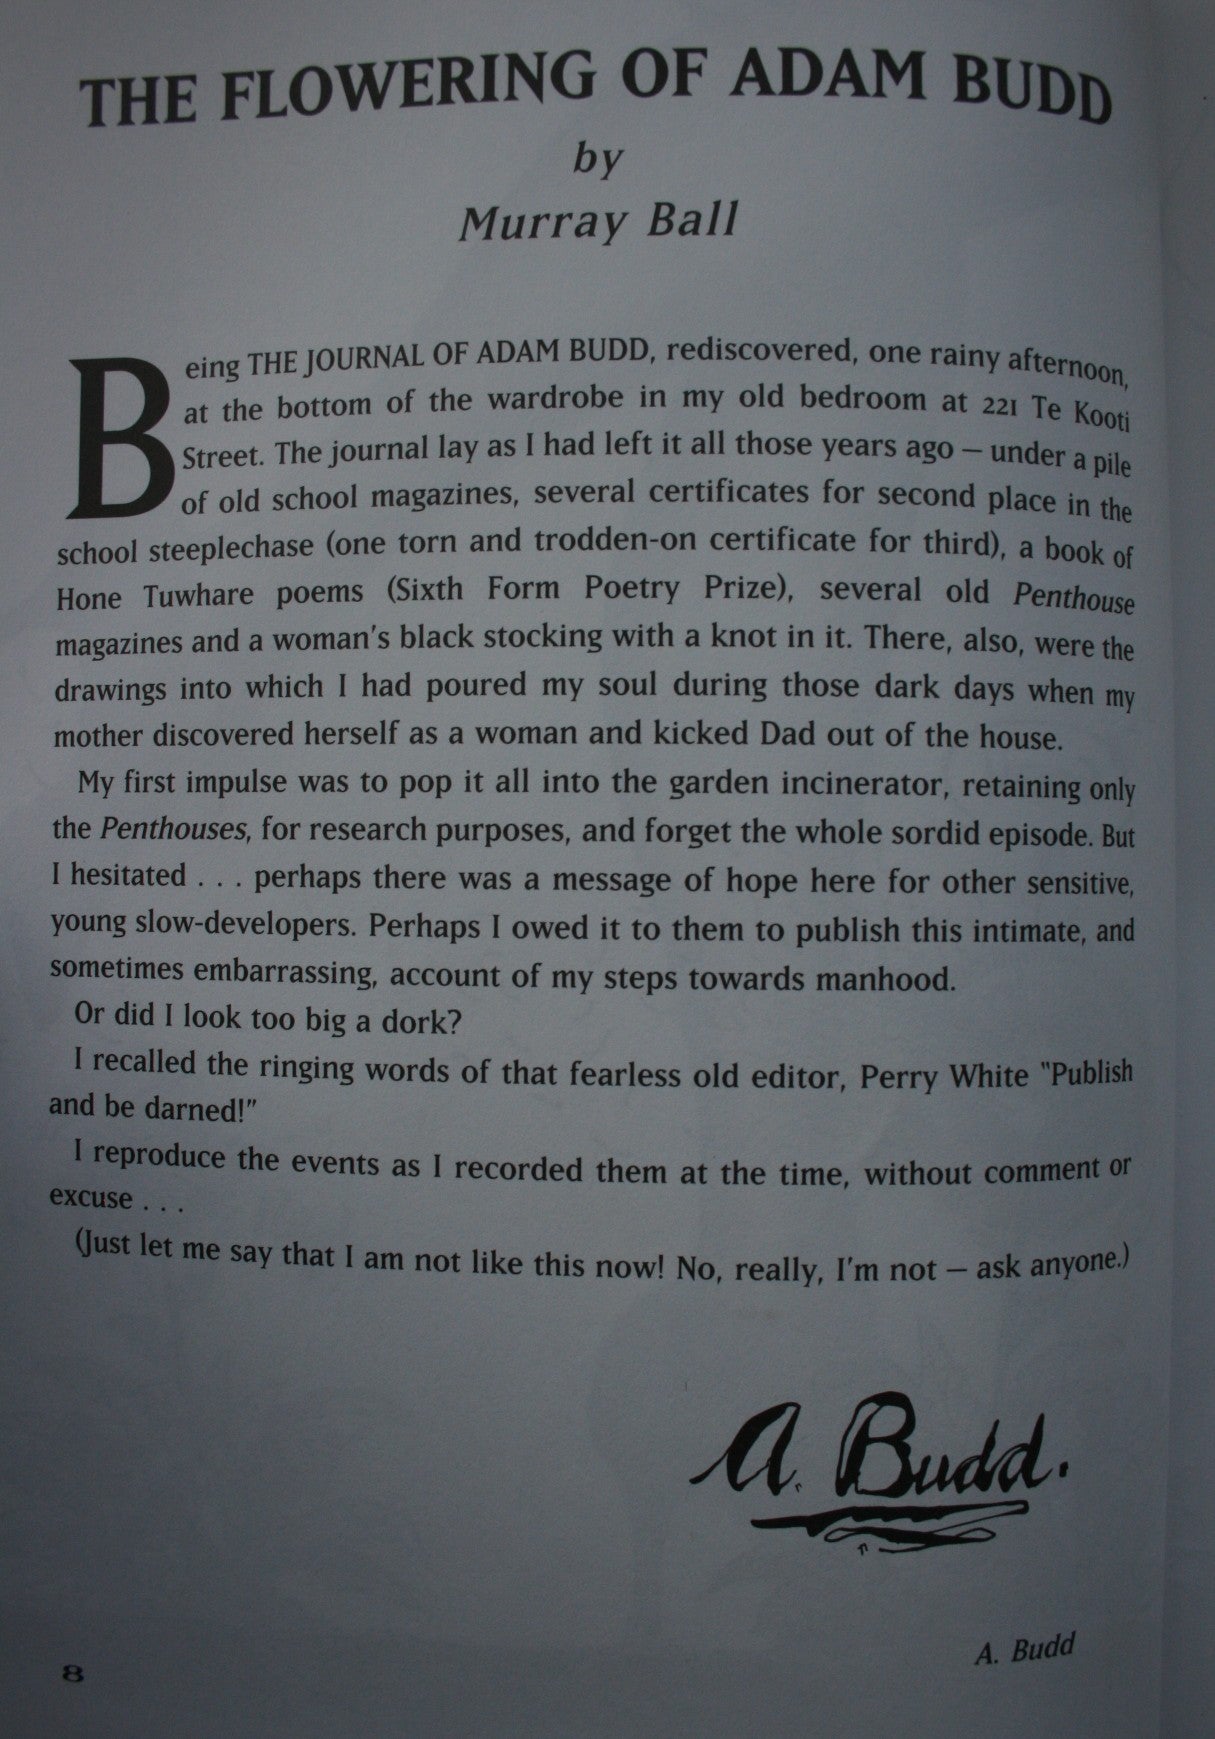 THE FLOWERING OF ADAM BUDD
by
Murray Ball
Being THE JOURNAL OF ADAM BUDD, rediscovered, one rainy afternoon,
at the bottom of the wardrobe in my old bedroom at 221 Te Kooti
Street. The journal lay as I had left it all those years ago – under a pile
of old school magazines, several certificates for second place in the
school steeplechase (one torn and trodden-on certificate for third), a book of
Hone Tuwhare poems (Sixth Form Poetry Prize), several old Penthouse
magazines and a woman's black stocking with a knot in it. There, also, were the
drawings into which I had poured my soul during those dark days when my
mother discovered herself as a woman and kicked Dad out of the house.
My first impulse was to pop it all into the garden incinerator, retaining only
the Penthouses, for research purposes, and forget the whole sordid episode. But
I hesitated . . . perhaps there was a message of hope here for other sensitive,
young slow-developers. Perhaps I owed it to them to publish this intimate, and
sometimes embarrassing, account of my steps towards manhood.
Or did I look too big a dork?
I recalled the ringing words of that fearless old editor, Perry White "Publish
and be darned!"
I reproduce the events as I recorded them at the time, without comment or
excuse . . .
(Just let me say that I am not like this now! No, really, I'm not – ask anyone.)
A. Budd.
A. Budd
8